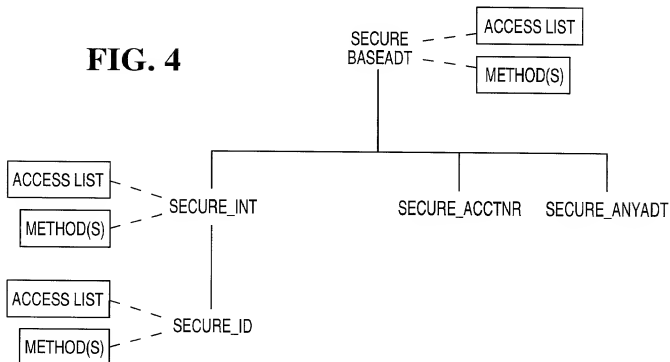 FIG. 4
SECURE
BASEADT
ACCESS LIST
METHOD(S)
ACCESS LIST
METHOD(S)
SECURE_INT
SECURE_ACCTNR
SECURE_ANYADT
ACCESS LIST
METHOD(S)
SECURE_ID